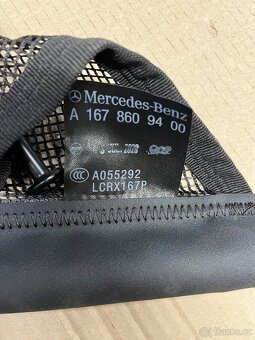 Mercedes-Benz
A 167 860 94 00
A055292
LCRX167P